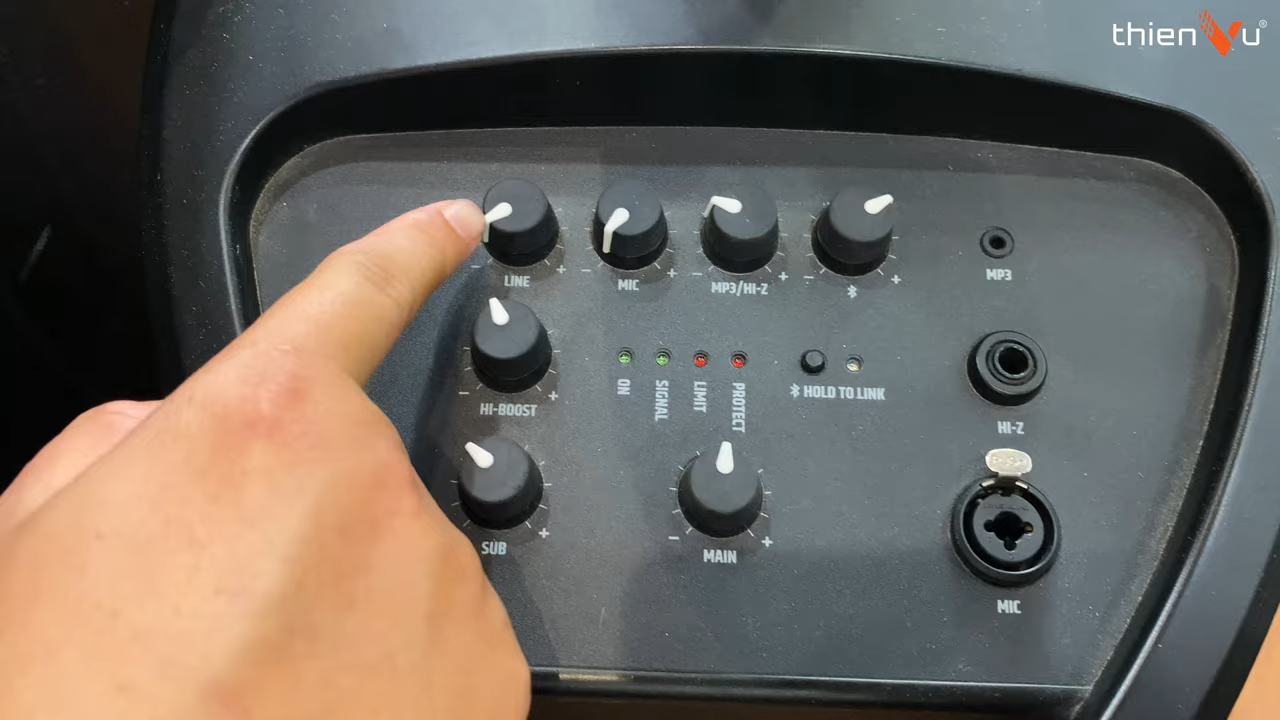 thienVu®
LINE
MIC
MP3/HI-Z
MP3
HI-BOOST
ON
SIGNAL
LIMIT
PROTECT
HOLD TO LINK
HI-Z
SUB
MAIN
MIC